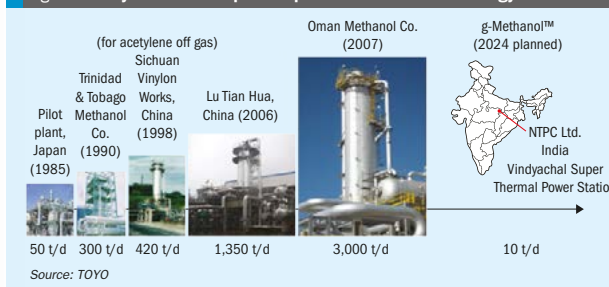 (for acetylene off gas)
Pilot
plant,
Japan
(1985)
Trinidad
& Tobago
Methanol
Co.
(1990)
Sichuan
Vinylon
Works,
China
(1998)
Lu Tian Hua,
China (2006)
Oman Methanol Co.
(2007)
g-Methanol™
(2024 planned)
NTPC Ltd.
India
Vindyachal Super
Thermal Power Statio
50 t/d
300 t/d
420 t/d
1,350 t/d
3,000 t/d
10 t/d
Source: TOYO